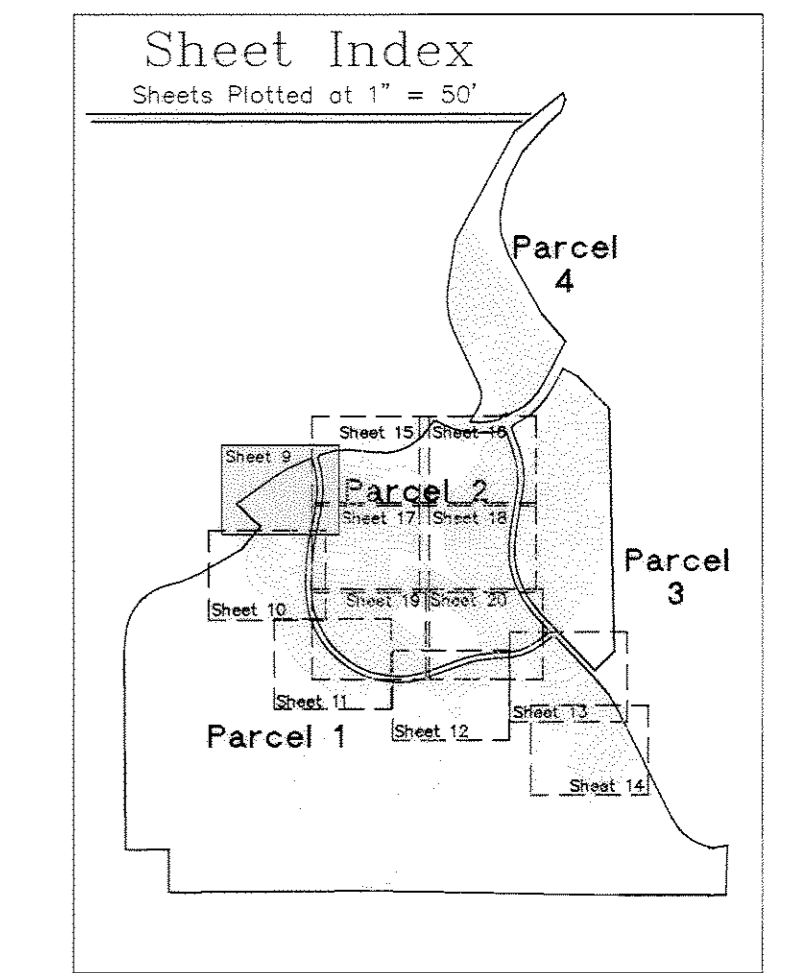 Sheet Index
Sheets Plotted at 1" = 50'
Parcel
4
Sheet 15
Sheet 16
Sheet 9
Parcel 2
Sheet 17
Sheet 18
Parcel
3
Sheet 19
Sheet 20
Sheet 10
Sheet 11
Sheet 13
Parcel 1
Sheet 12
Sheet 14